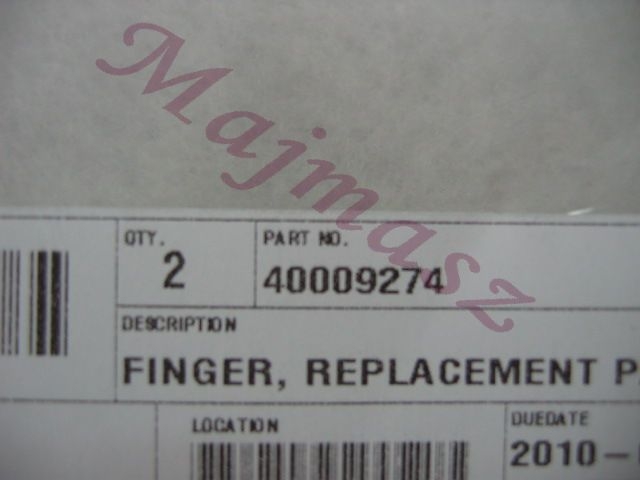 Majmasz
QTY.
2
PART NO.
40009274
DESCRIPTION
FINGER, REPLACEMENT
LOCATION
DUEDATE
2010-